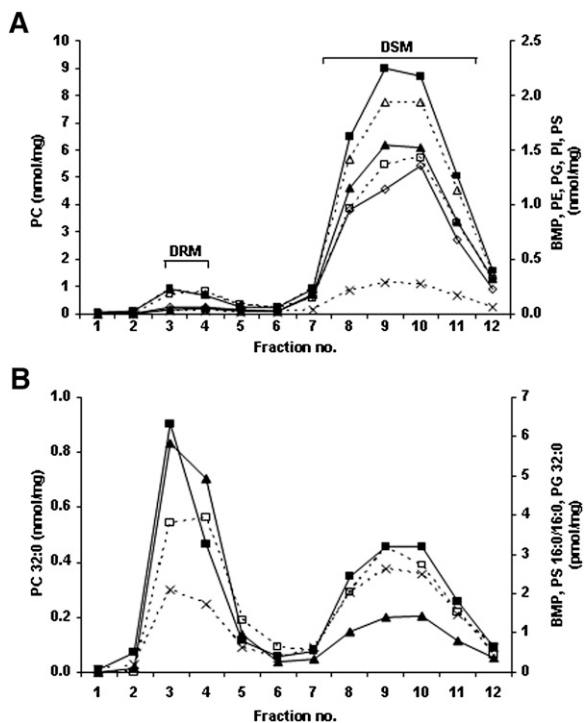 A
DSM
DRM
10
9
8
7
6
5
4
3
2
1
0
PC (nmol/mg)
2.5
2.0
1.5
1.0
0.5
0.0
BMP, PE, PG, PI, PS
(nmol/mg)
1 2 3 4 5 6 7 8 9 10 11 12
Fraction no.
B
1.0
0.8
0.6
0.4
0.2
0.0
PC 32:0 (nmol/mg)
7
6
5
4
3
2
1
0
BMP, PS 16:0/16:0, PG 32:0
(pmol/mg)
1 2 3 4 5 6 7 8 9 10 11 12
Fraction no.